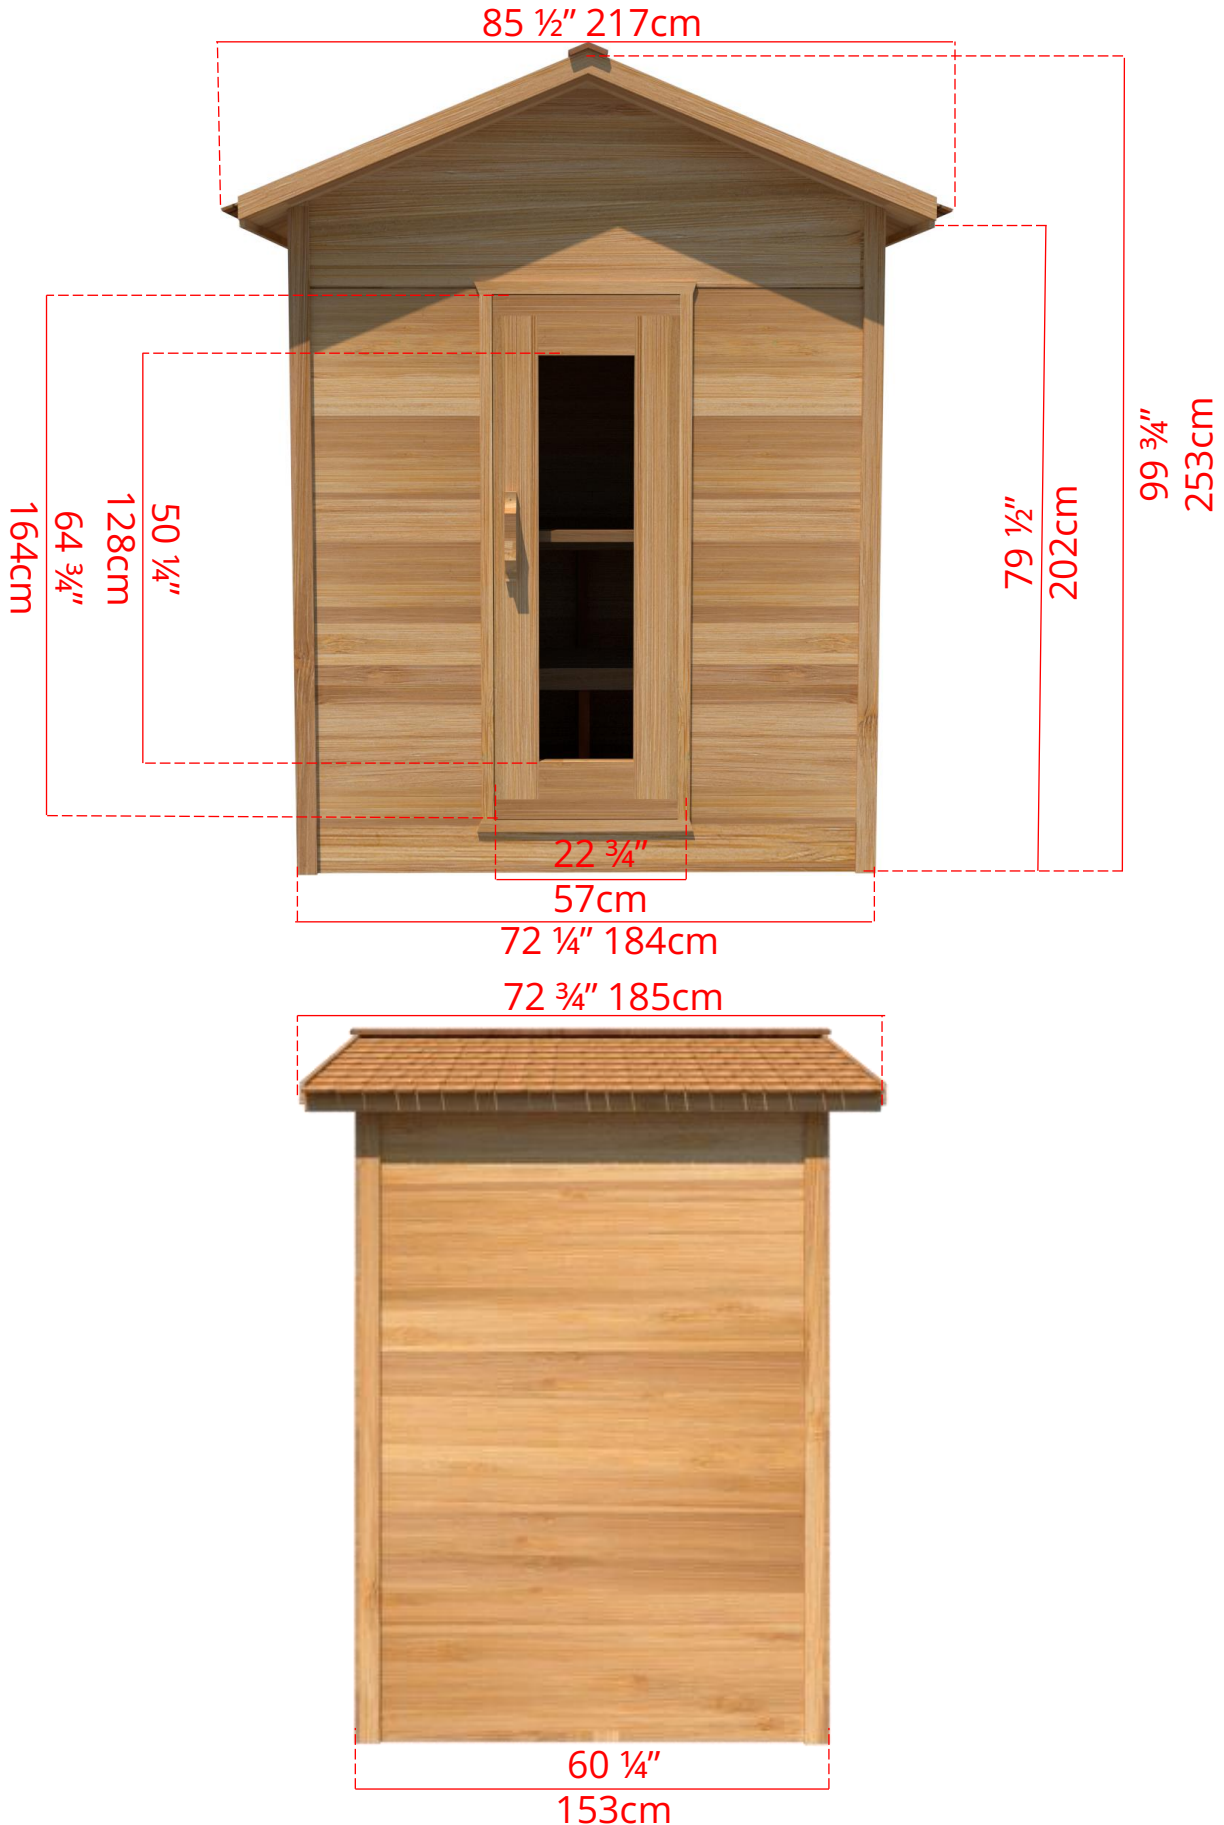 85 ½” 217cm
99 ¾”
253cm
79 ½”
202cm
50 ¼”
128cm
64 ¾”
164cm
22 ¾”
57cm
72 ¼” 184cm
72 ¾” 185cm
60 ¼”
153cm